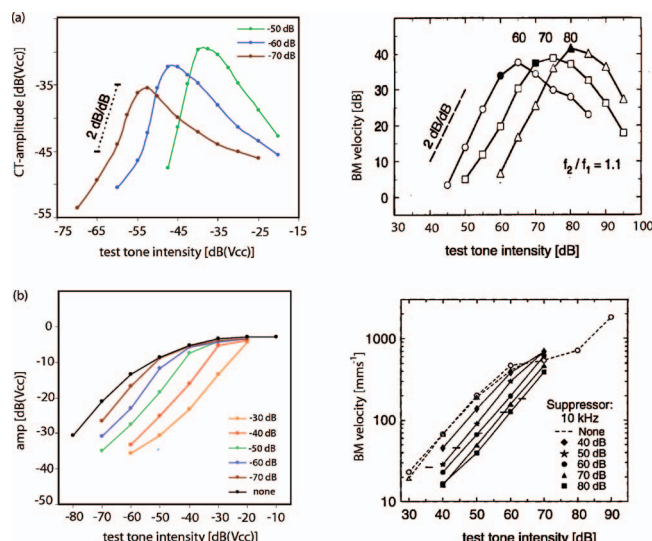 (a)
CT-amplitude [dB(Vcc)]
-35
-45
-55
2 dB/dB
-50 dB
-60 dB
-70 dB
-75 -65 -55 -45 -35 -25 -15
test tone intensity [dB(Vcc)]
BM velocity [dB]
50
40
30
20
10
0
2 dB/dB
60 70 80
f2 / f1 = 1.1
30 40 50 60 70 80 90 100
test tone intensity [dB]
(b)
amp [dB(Vcc)]
0
-10
-20
-30
-40
-50
-30 dB
-40 dB
-50 dB
-60 dB
-70 dB
none
-80 -70 -60 -50 -40 -30 -20 -10
test tone intensity [dB(Vcc)]
BM velocity [mms⁻¹]
1000
100
10
Suppressor:
10 kHz
None
40 dB
50 dB
60 dB
70 dB
80 dB
30 40 50 60 70 80 90
test tone intensity [dB]